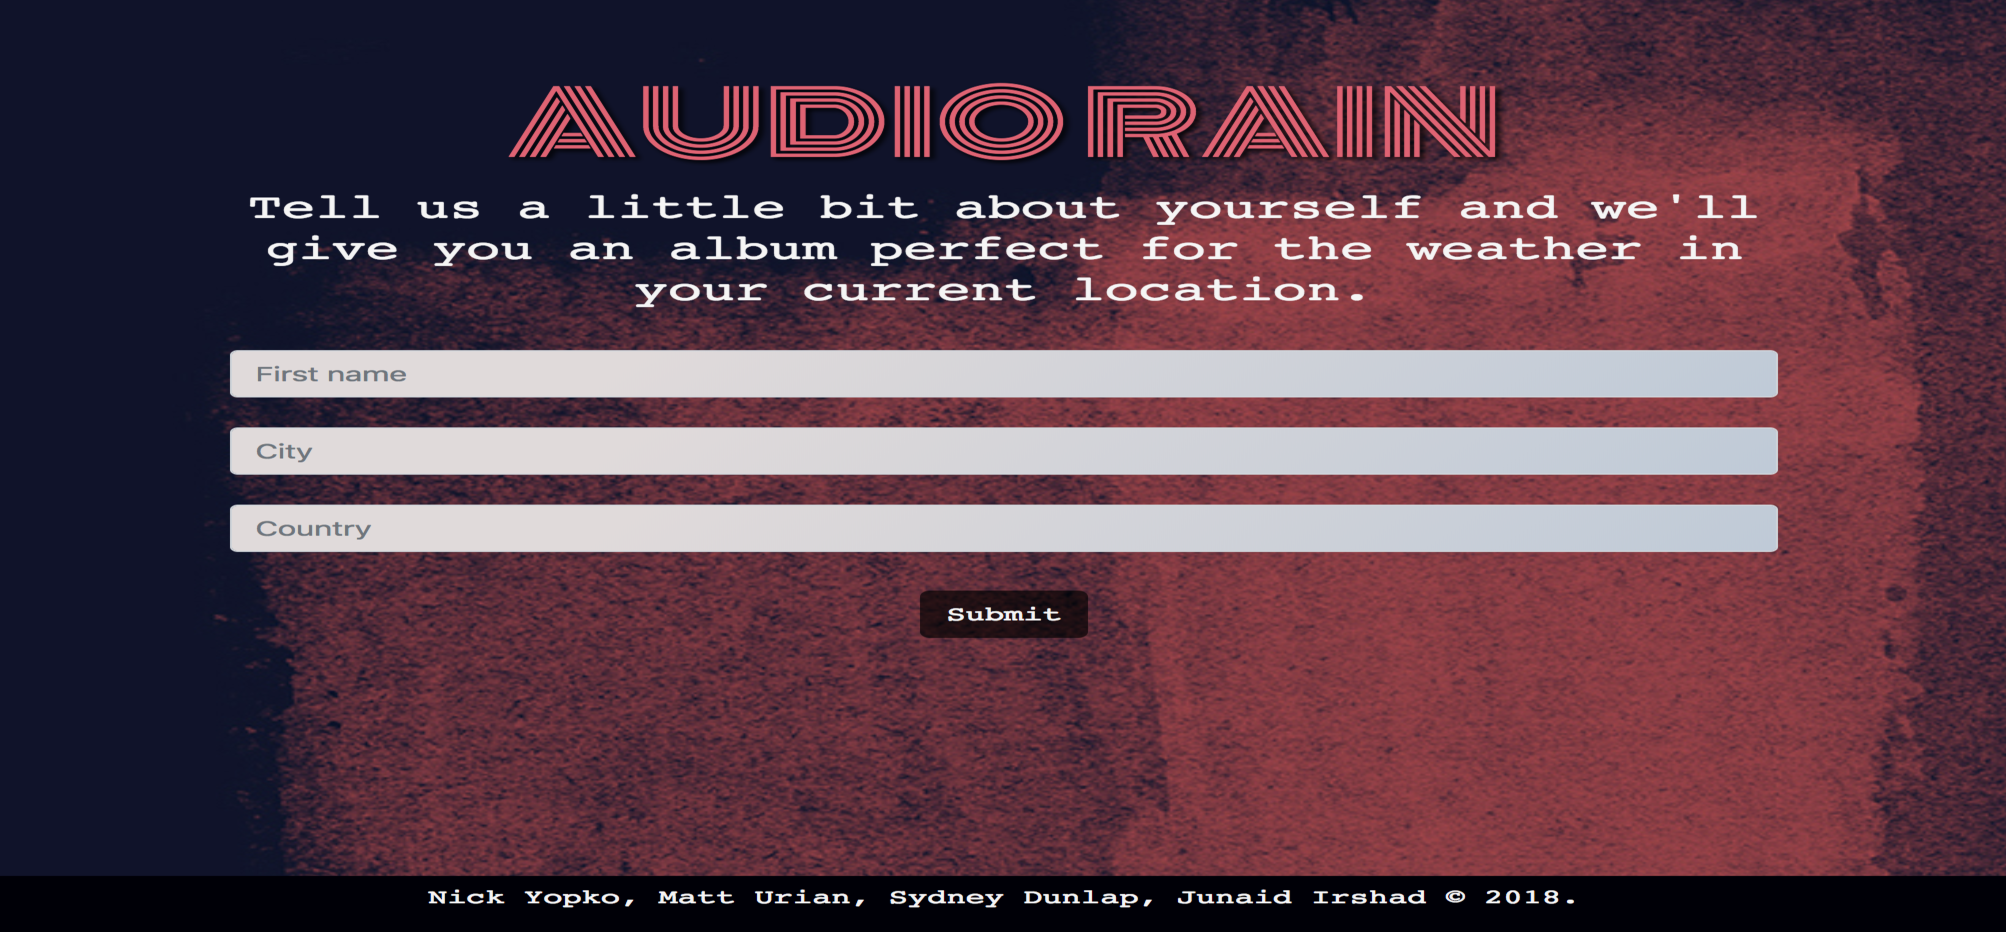 AUDIO RAIN
Tell us a little bit about yourself and we'll
give you an album perfect for the weather in
your current location.
First name
City
Country
Submit
Nick Yopko, Matt Urian, Sydney Dunlap, Junaid Irshad © 2018.